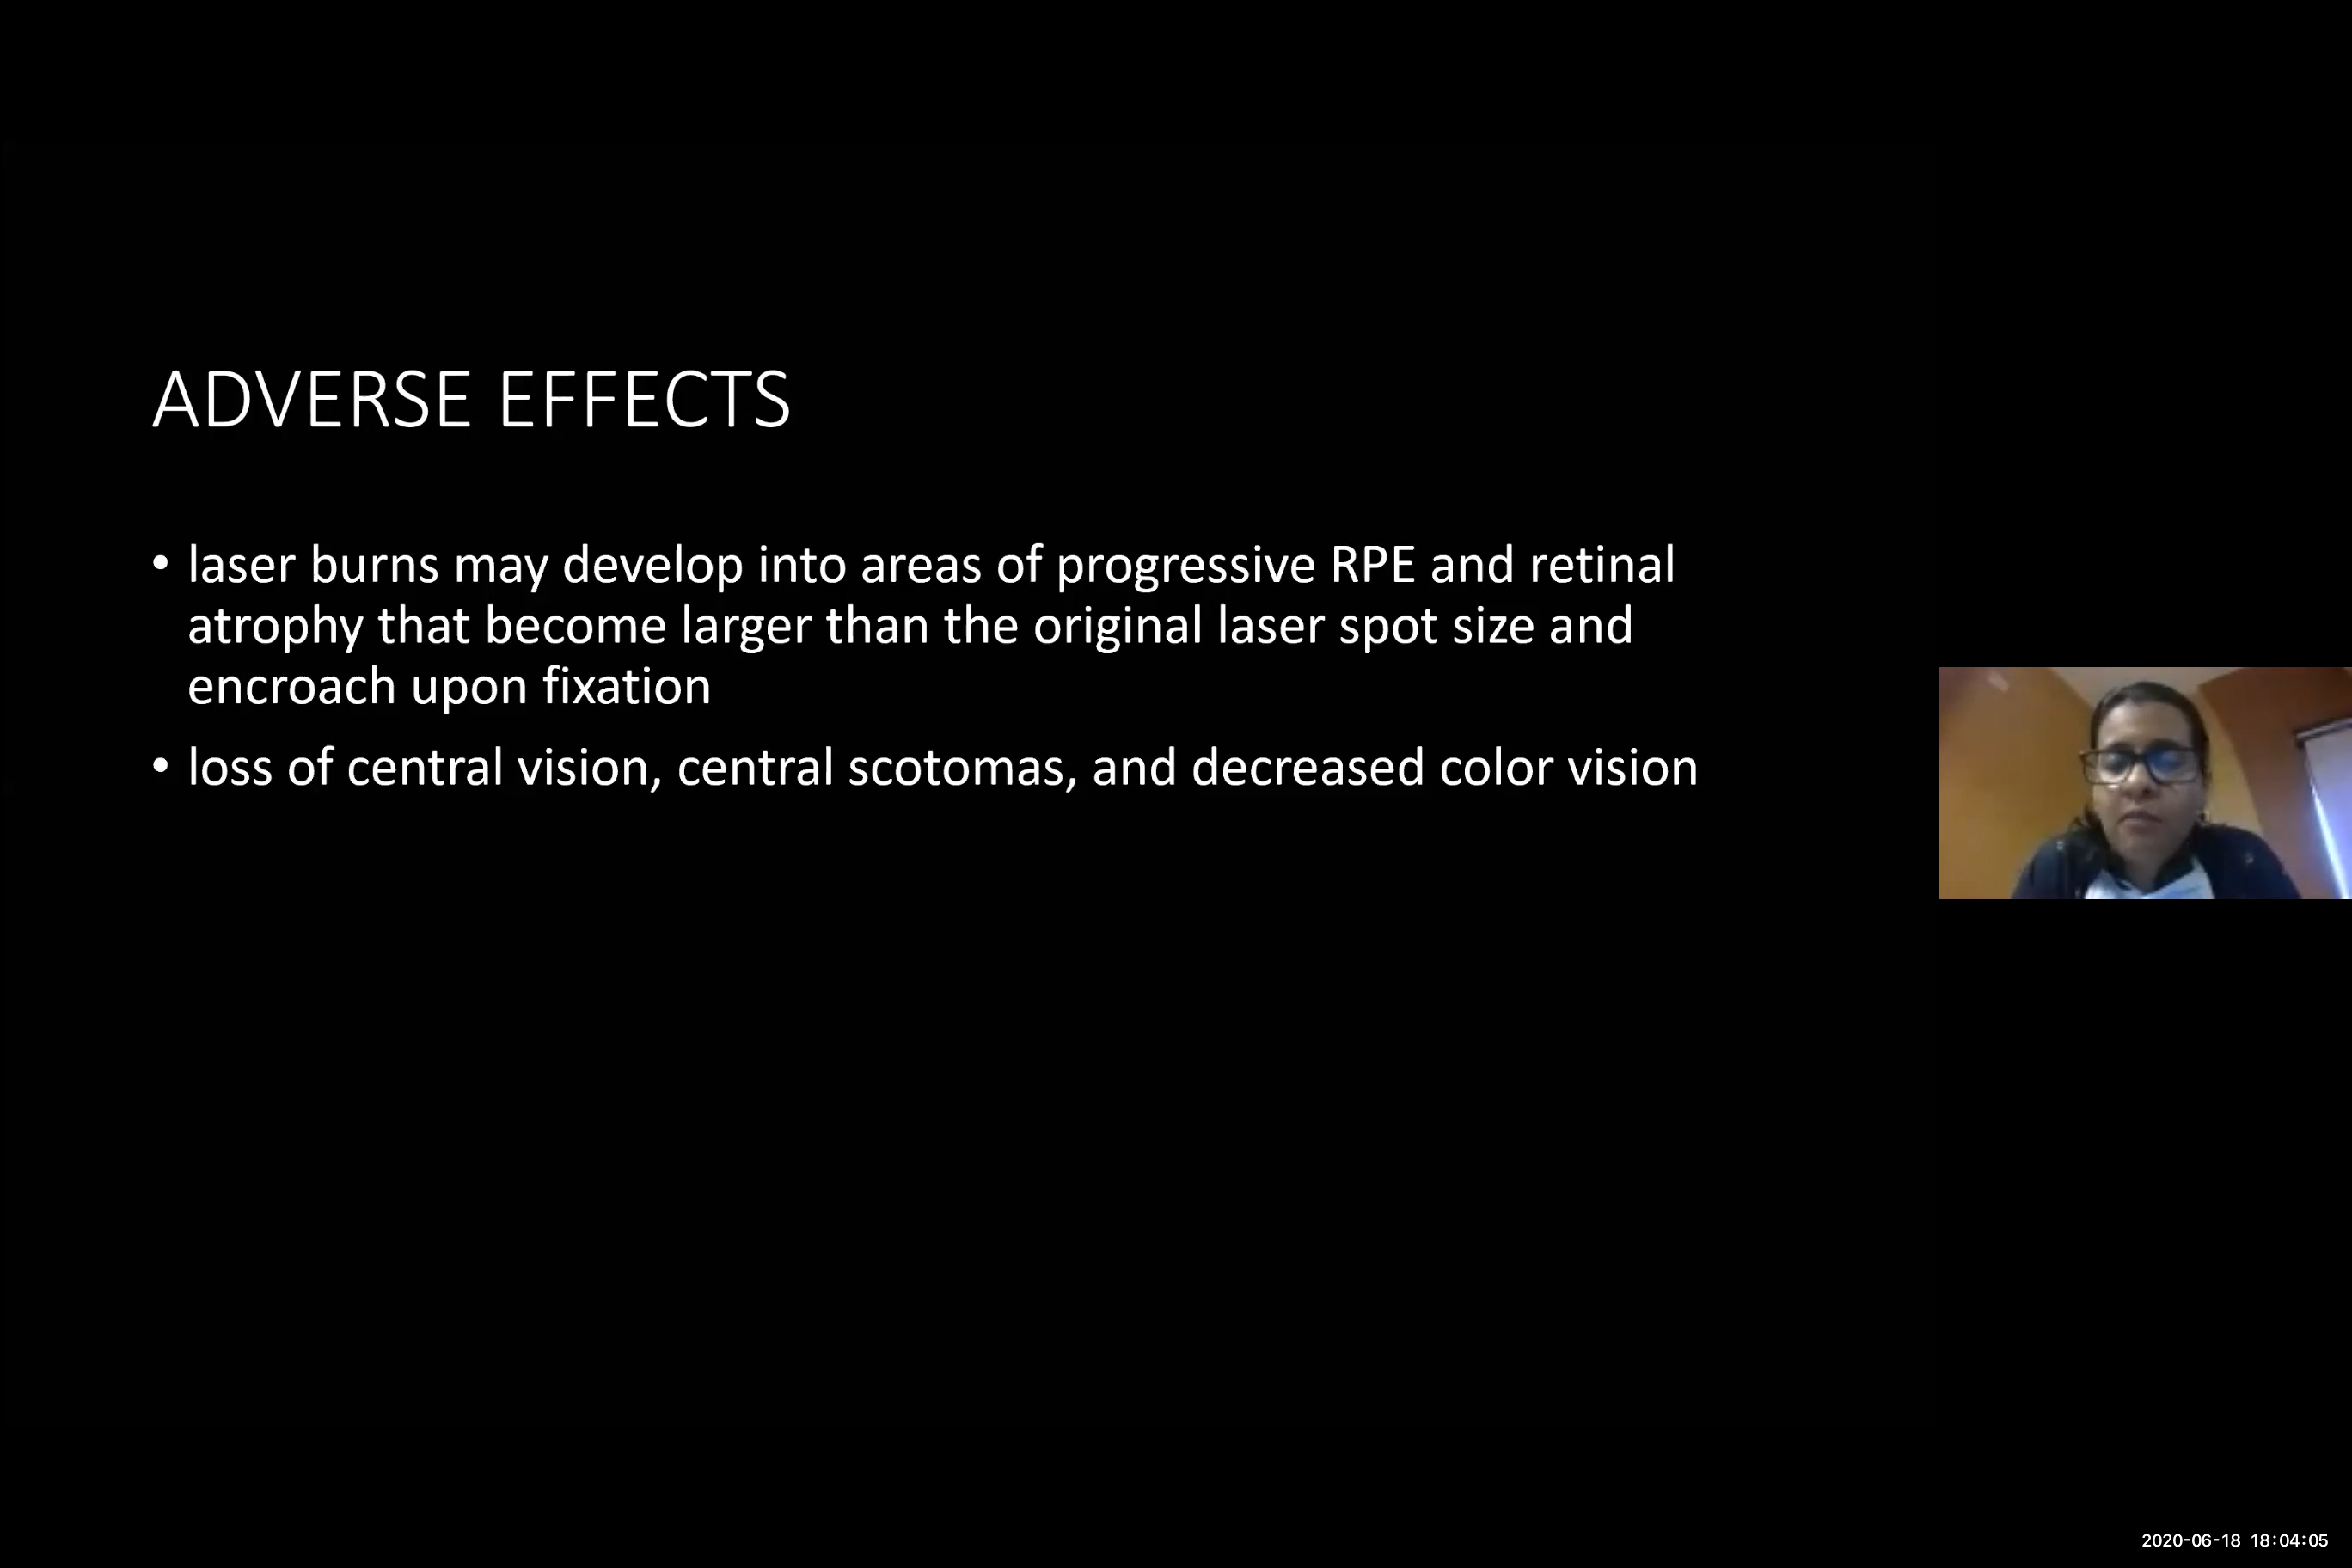 ADVERSE EFFECTS
• laser burns may develop into areas of progressive RPE and retinal
atrophy that become larger than the original laser spot size and
encroach upon fixation
• loss of central vision, central scotomas, and decreased color vision
2020-06-18 18:04:05